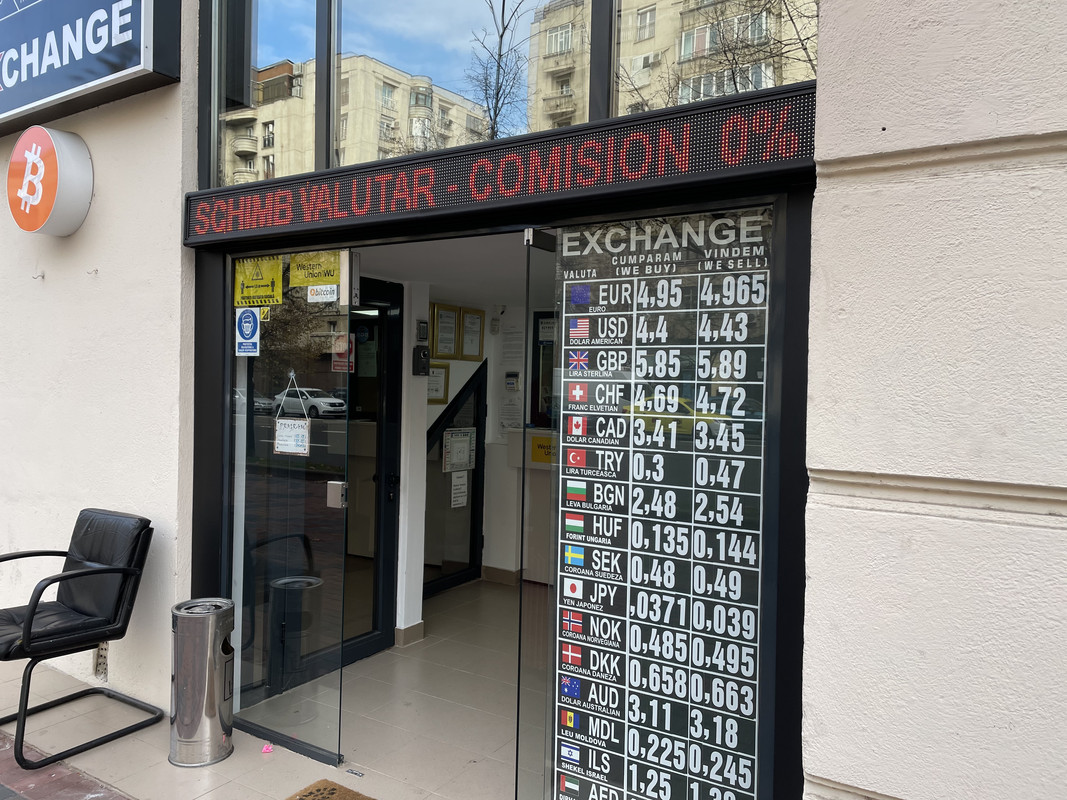 CHANGE
SCHIMB VALUTAR - COMISION 0%
Western
Union WU
bitcoin
PROGRAM
EXCHANGE
VALUTA CUMPARAM VINDEM
(WE BUY) (WE SELL)
EUR 4,95 4,965
EURO
USD 4,4 4,43
DOLAR AMERICAN
GBP 5,85 5,89
LIRA STERLINA
CHF 4,69 4,72
FRANC ELVETIAN
CAD 3,41 3,45
DOLAR CANADIAN
TRY 0,3 0,47
LIRA TURCEASCA
BGN 2,48 2,54
LEVA BULGARIA
HUF 0,135 0,144
FORINT UNGARIA
SEK 0,48 0,49
COROANA SUEDEZA
JPY ,0371 0,039
YEN JAPONEZ
NOK 0,485 0,495
COROANA NORVEGIANA
DKK 0,658 0,663
COROANA DANEZA
AUD 3,11 3,18
DOLAR AUSTRALIAN
MDL 0,225 0,245
LEU MOLDOVA
ILS 1,25
SHEKEL ISRAEL
AED